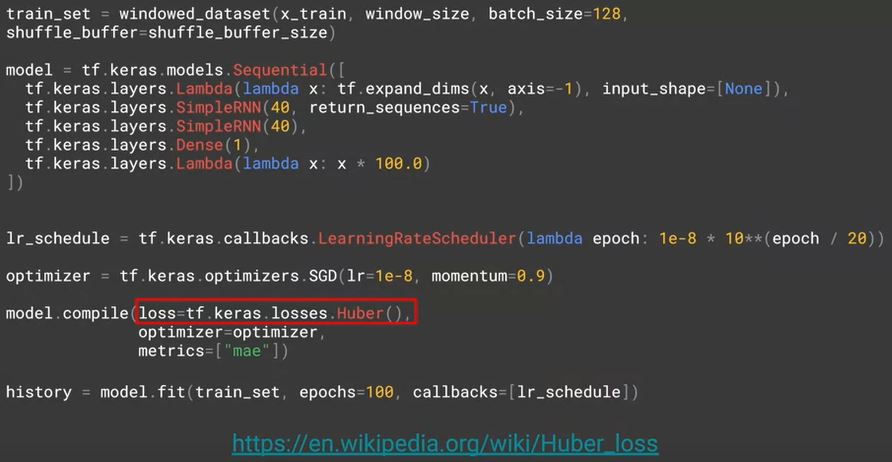 train_set = windowed_dataset(x_train, window_size, batch_size=128,
shuffle_buffer=shuffle_buffer_size)
model = tf.keras.models.Sequential([
  tf.keras.layers.Lambda(lambda x: tf.expand_dims(x, axis=-1), input_shape=[None]),
  tf.keras.layers.SimpleRNN(40, return_sequences=True),
  tf.keras.layers.SimpleRNN(40),
  tf.keras.layers.Dense(1),
  tf.keras.layers.Lambda(lambda x: x * 100.0)
])
lr_schedule = tf.keras.callbacks.LearningRateScheduler(lambda epoch: 1e-8 * 10**(epoch / 20))
optimizer = tf.keras.optimizers.SGD(lr=1e-8, momentum=0.9)
model.compile(loss=tf.keras.losses.Huber(),
              optimizer=optimizer,
              metrics=["mae"])
history = model.fit(train_set, epochs=100, callbacks=[lr_schedule])
https://en.wikipedia.org/wiki/Huber_loss